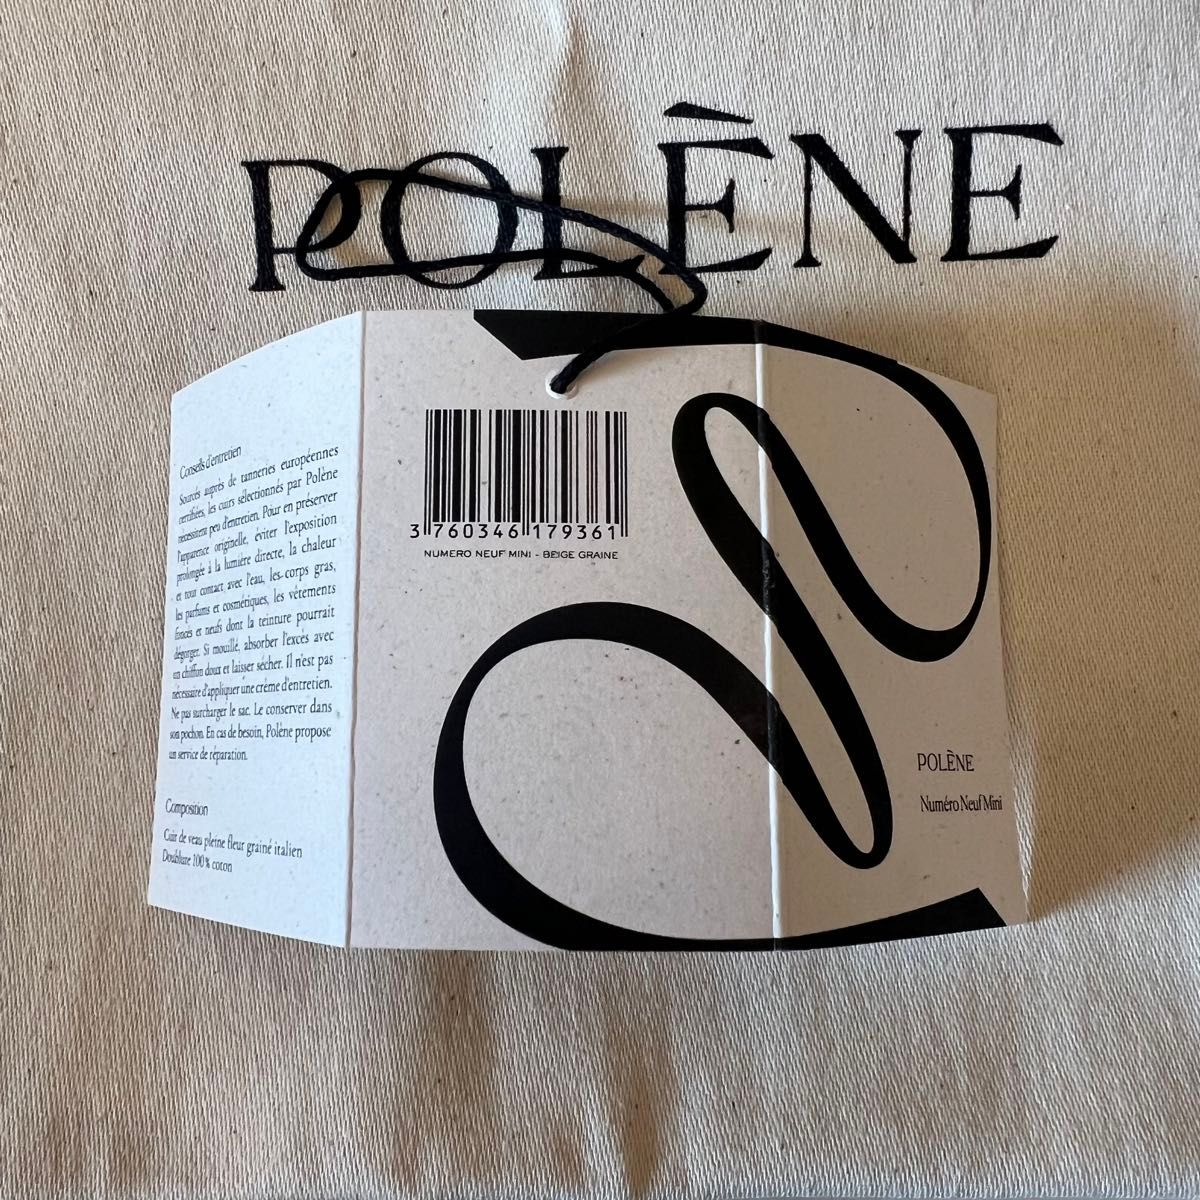 POLÈNE
Conseils d'entretien
Sourcés auprès de tanneries européennes
certifiées, les cuirs sélectionnés par Polène
nécessitent peu d'entretien. Pour en préserver
l'apparence originelle, éviter l'exposition
prolongée à la lumière directe, la chaleur
et tout contact avec l'eau, les corps gras,
les parfums et cosmétiques, les vêtements
foncés et neufs dont la teinture pourrait
dégorger. Si mouillé, absorber l'excès avec
un chiffon doux et laisser sécher. Il n'est pas
nécessaire d'appliquer une crème d'entretien.
Ne pas surcharger le sac. Le conserver dans
son pochon. En cas de besoin, Polène propose
un service de réparation.
Composition
Cuir de veau pleine fleur grainé italien
Doublure 100% coton
3 760346 179361
NUMERO NEUF MINI - BEIGE GRAINE
POLÈNE
Numéro Neuf Mini